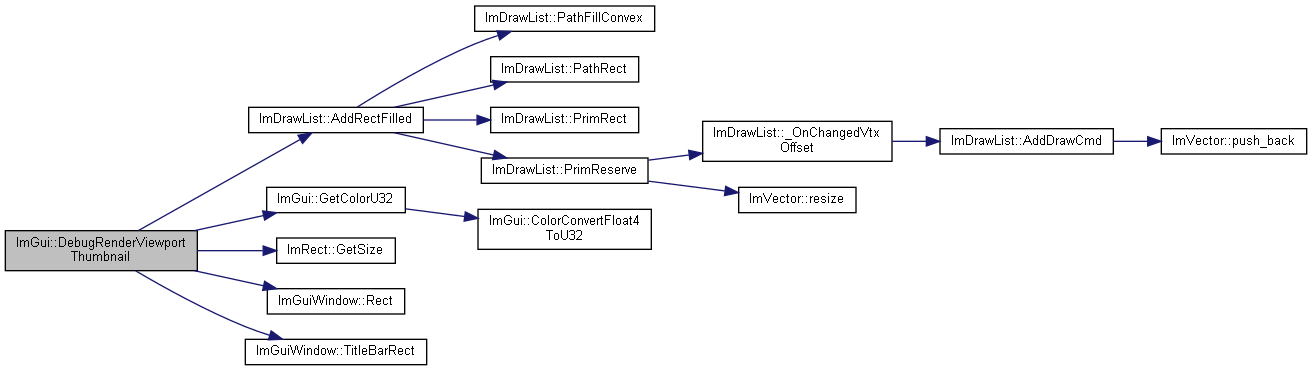 ImDrawList::PathFillConvex
ImDrawList::PathRect
ImDrawList::AddRectFilled
ImDrawList::PrimRect
ImDrawList::_OnChangedVtx
Offset
ImDrawList::AddDrawCmd
ImVector::push_back
ImDrawList::PrimReserve
ImGui::GetColorU32
ImVector::resize
ImGui::ColorConvertFloat4
ToU32
ImGui::DebugRenderViewport
Thumbnail
ImRect::GetSize
ImGuiWindow::Rect
ImGuiWindow::TitleBarRect